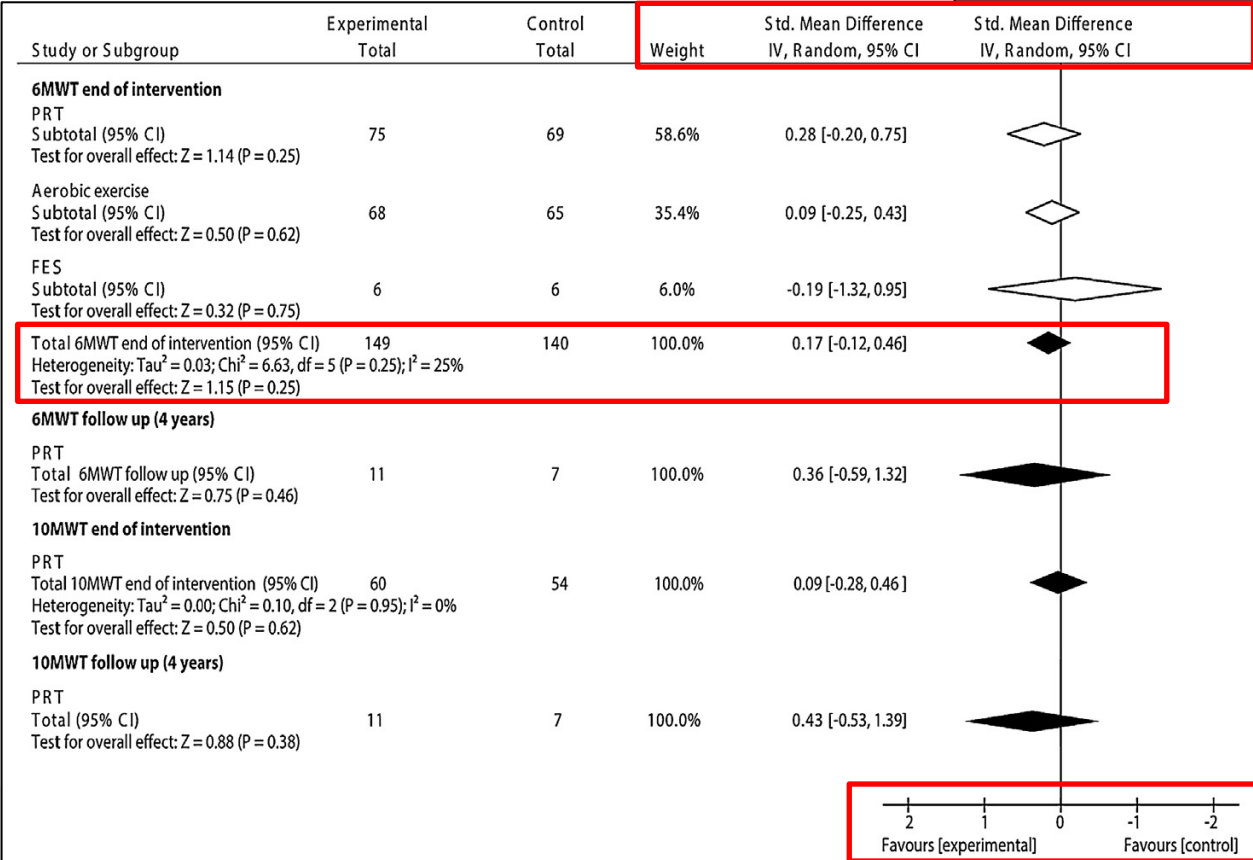 Experimental Control Std. Mean Difference Std. Mean Difference
Study or Subgroup Total Total Weight IV, Random, 95% CI IV, Random, 95% CI
6MWT end of intervention
PRT
Subtotal (95% CI) 75 69 58.6% 0.28 [-0.20, 0.75]
Test for overall effect: Z = 1.14 (P = 0.25)
Aerobic exercise
Subtotal (95% CI) 68 65 35.4% 0.09 [-0.25, 0.43]
Test for overall effect: Z = 0.50 (P = 0.62)
FES
Subtotal (95% CI) 6 6 6.0% -0.19 [-1.32, 0.95]
Test for overall effect: Z = 0.32 (P = 0.75)
Total 6MWT end of intervention (95% CI) 149 140 100.0% 0.17 [-0.12, 0.46]
Heterogeneity: Tau² = 0.03; Chi² = 6.63, df = 5 (P = 0.25); I² = 25%
Test for overall effect: Z = 1.15 (P = 0.25)
6MWT follow up (4 years)
PRT
Total 6MWT follow up (95% CI) 11 7 100.0% 0.36 [-0.59, 1.32]
Test for overall effect: Z = 0.75 (P = 0.46)
10MWT end of intervention
PRT
Total 10MWT end of intervention (95% CI) 60 54 100.0% 0.09 [-0.28, 0.46 ]
Heterogeneity: Tau² = 0.00; Chi² = 0.10, df = 2 (P = 0.95); I² = 0%
Test for overall effect: Z = 0.50 (P = 0.62)
10MWT follow up (4 years)
PRT
Total (95% CI) 11 7 100.0% 0.43 [-0.53, 1.39]
Test for overall effect: Z = 0.88 (P = 0.38)
2 1 0 -1 -2
Favours [experimental] Favours [control]